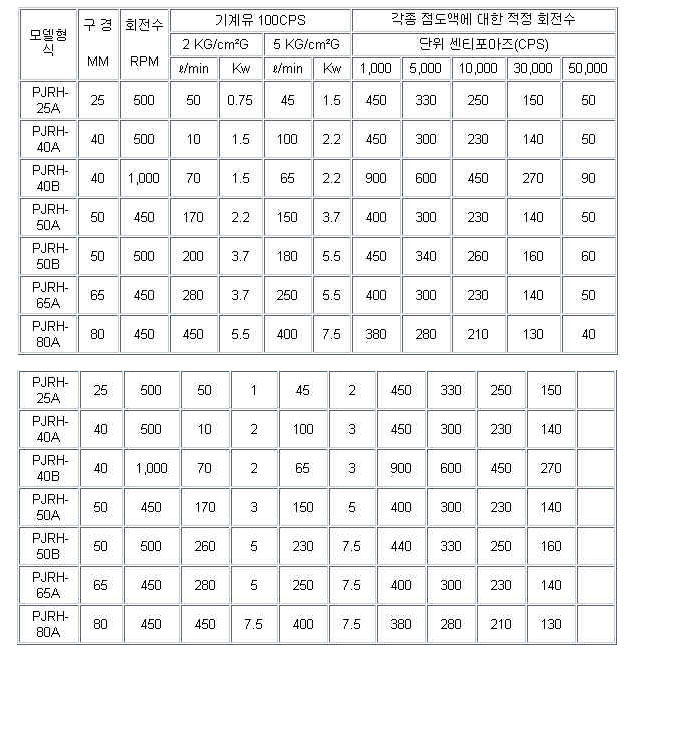 모델형식 구 경 MM 회전수 RPM 기계유 100CPS 각종 점도액에 대한 적정 회전수
2 KG/cm²G 5 KG/cm²G 단위 센티포아즈(CPS)
ℓ/min Kw ℓ/min Kw 1,000 5,000 10,000 30,000 50,000
PJRH-25A 25 500 50 0.75 45 1.5 450 330 250 150 50
PJRH-40A 40 500 10 1.5 100 2.2 450 300 230 140 50
PJRH-40B 40 1,000 70 1.5 65 2.2 900 600 450 270 90
PJRH-50A 50 450 170 2.2 150 3.7 400 300 230 140 50
PJRH-50B 50 500 200 3.7 180 5.5 450 340 260 160 60
PJRH-65A 65 450 280 3.7 250 5.5 400 300 230 140 50
PJRH-80A 80 450 450 5.5 400 7.5 380 280 210 130 40
PJRH-25A 25 500 50 1 45 2 450 330 250 150
PJRH-40A 40 500 10 2 100 3 450 300 230 140
PJRH-40B 40 1,000 70 2 65 3 900 600 450 270
PJRH-50A 50 450 170 3 150 5 400 300 230 140
PJRH-50B 50 500 260 5 230 7.5 440 330 250 160
PJRH-65A 65 450 280 5 250 7.5 400 300 230 140
PJRH-80A 80 450 450 7.5 400 7.5 380 280 210 130